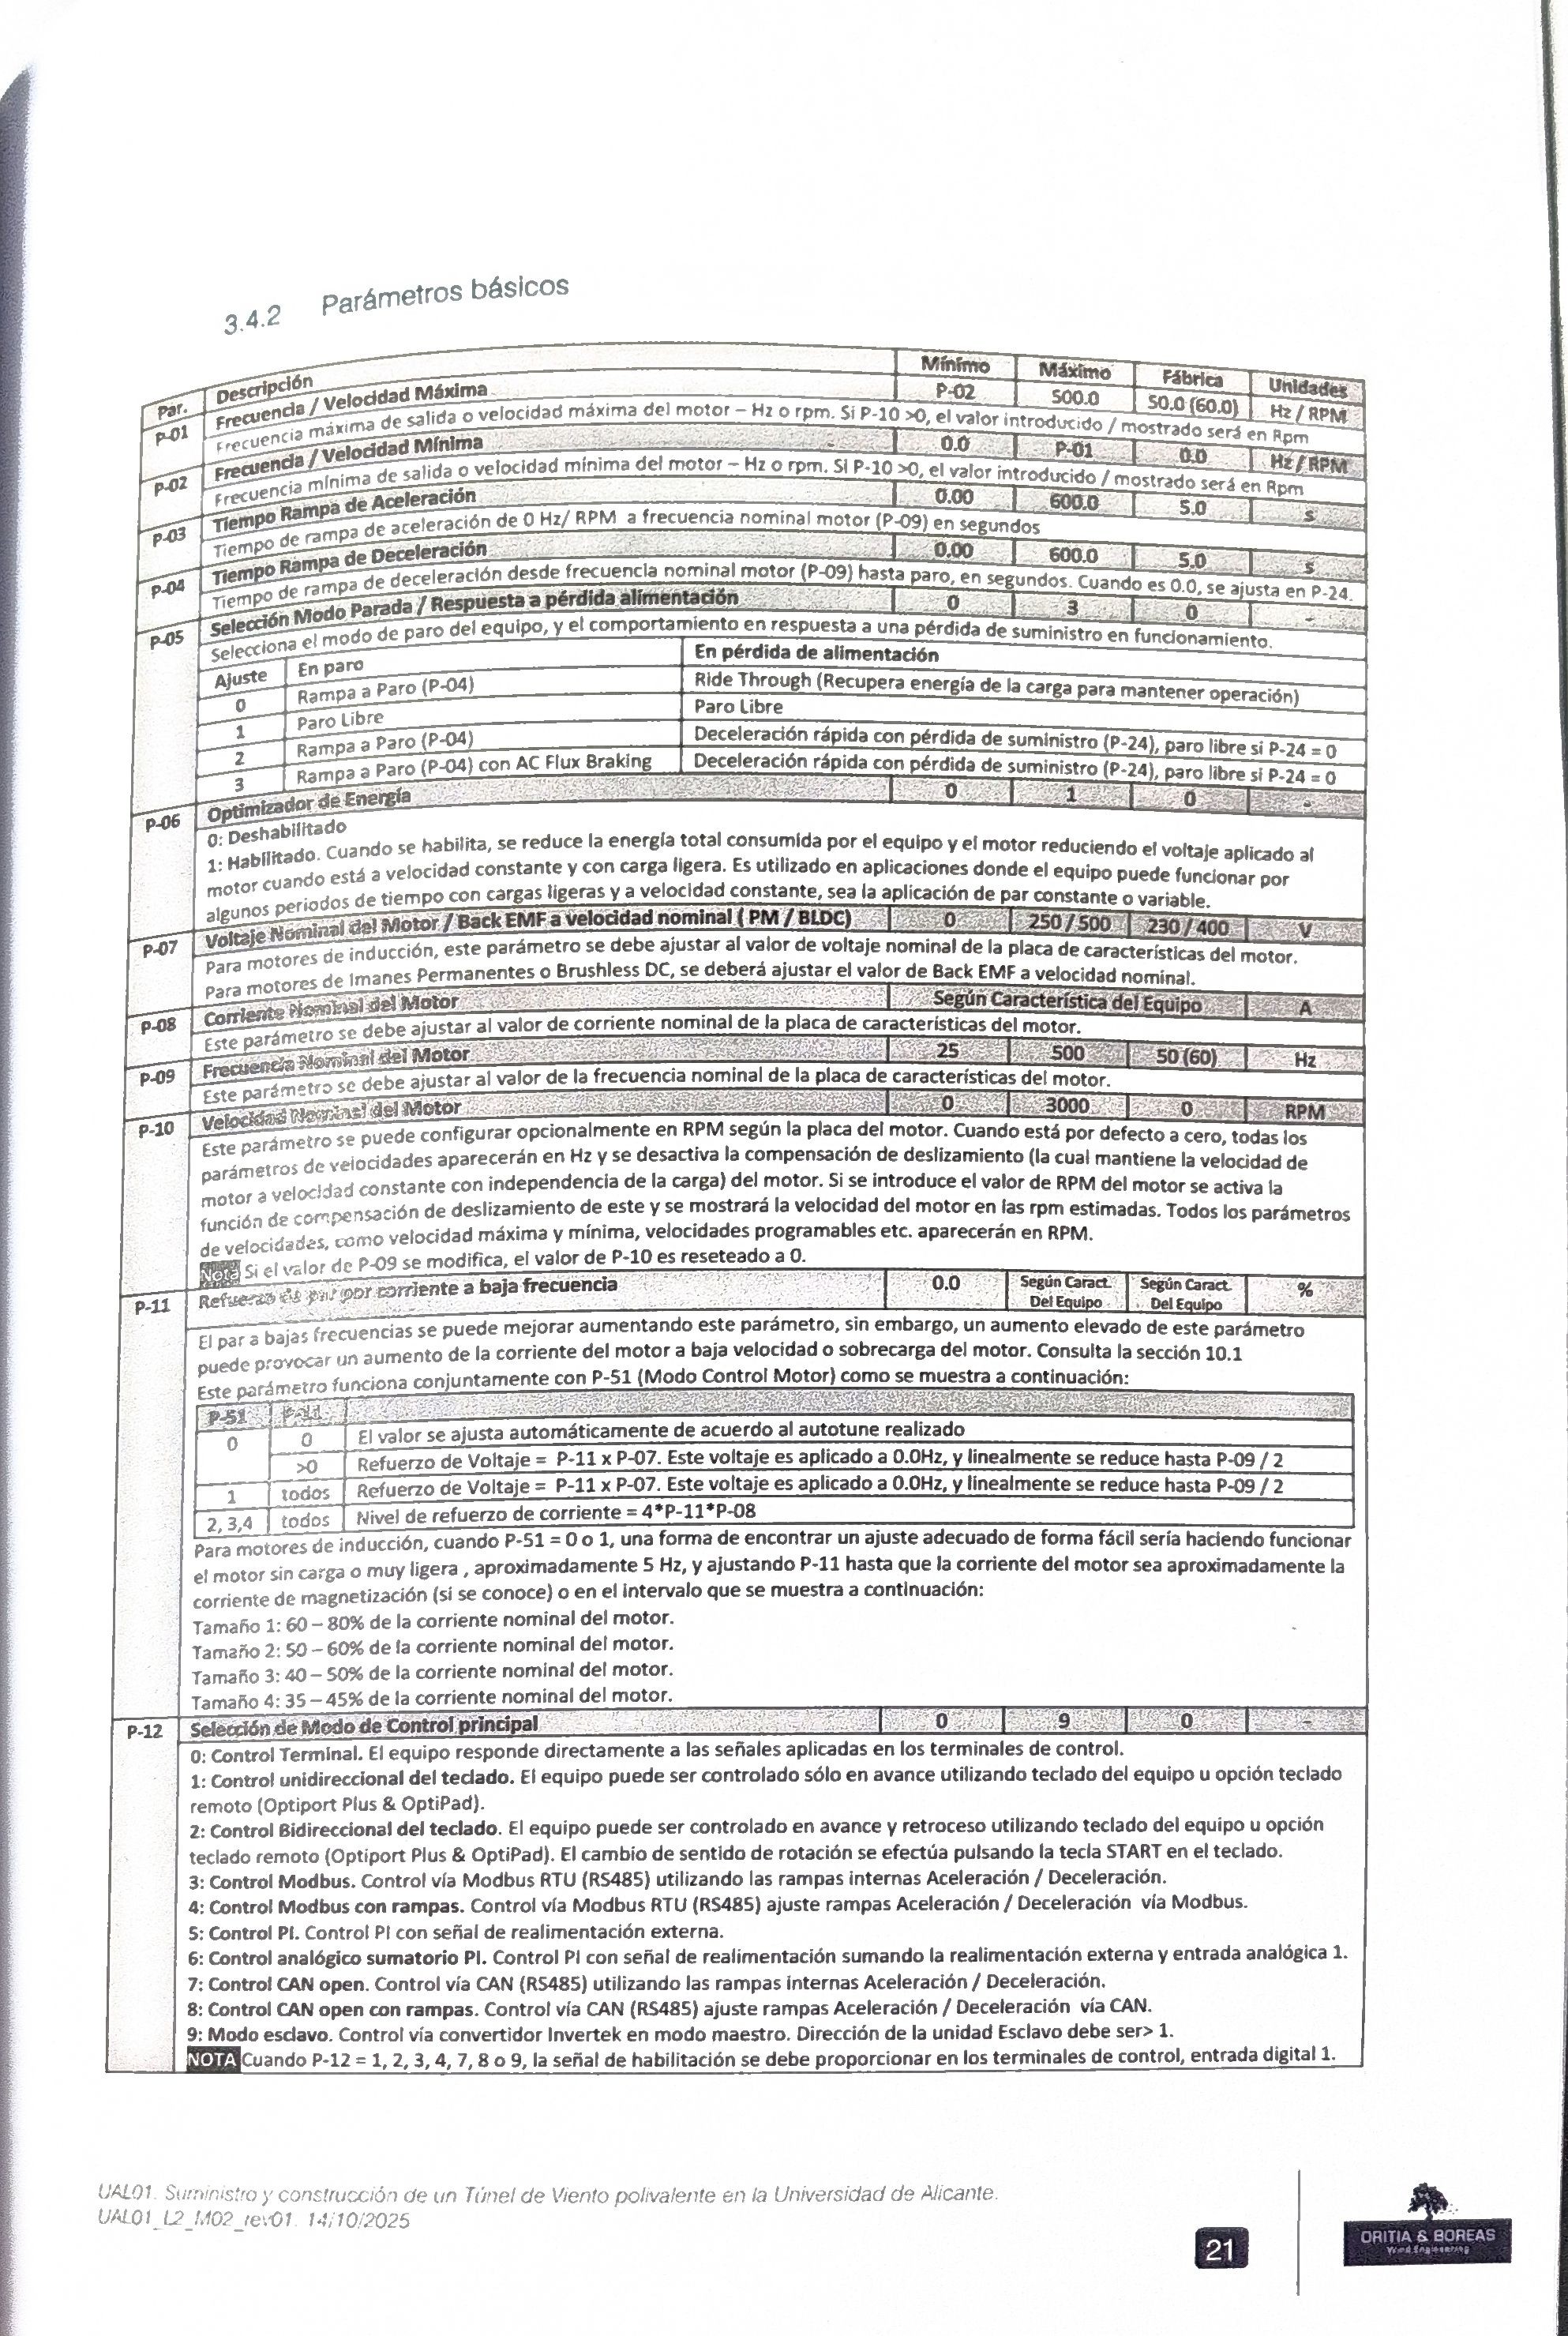 3.4.2 Parámetros básicos
Par. Descripción Mínimo Máximo Fábrica Unidades
P-01 Frecuencia / Velocidad Máxima P-02 500.0 50.0 (60.0) Hz / RPM
Frecuencia máxima de salida o velocidad máxima del motor – Hz o rpm. Si P-10 >0, el valor introducido / mostrado será en Rpm
P-02 Frecuencia / Velocidad Mínima 0.0 P-01 0.0 Hz / RPM
Frecuencia mínima de salida o velocidad mínima del motor – Hz o rpm. Si P-10 >0, el valor introducido / mostrado será en Rpm
P-03 Tiempo Rampa de Aceleración 0.00 600.0 5.0 s
Tiempo de rampa de aceleración de 0 Hz/ RPM a frecuencia nominal motor (P-09) en segundos
P-04 Tiempo Rampa de Deceleración 0.00 600.0 5.0 s
Tiempo de rampa de deceleración desde frecuencia nominal motor (P-09) hasta paro, en segundos. Cuando es 0.0, se ajusta en P-24.
P-05 Selección Modo Parada / Respuesta a pérdida alimentación 0 3 0 -
Selecciona el modo de paro del equipo, y el comportamiento en respuesta a una pérdida de suministro en funcionamiento.
Ajuste En paro En pérdida de alimentación
0 Rampa a Paro (P-04) Ride Through (Recupera energía de la carga para mantener operación)
1 Paro Libre Paro Libre
2 Rampa a Paro (P-04) Deceleración rápida con pérdida de suministro (P-24), paro libre si P-24 = 0
3 Rampa a Paro (P-04) con AC Flux Braking Deceleración rápida con pérdida de suministro (P-24), paro libre si P-24 = 0
P-06 Optimizador de Energía 0 1 0 -
0: Deshabilitado
1: Habilitado. Cuando se habilita, se reduce la energía total consumida por el equipo y el motor reduciendo el voltaje aplicado al
motor cuando está a velocidad constante y con carga ligera. Es utilizado en aplicaciones donde el equipo puede funcionar por
algunos periodos de tiempo con cargas ligeras y a velocidad constante, sea la aplicación de par constante o variable.
P-07 Voltaje Nominal del Motor / Back EMF a velocidad nominal ( PM / BLDC) 0 250 / 500 230 / 400 V
Para motores de inducción, este parámetro se debe ajustar al valor de voltaje nominal de la placa de características del motor.
Para motores de Imanes Permanentes o Brushless DC, se deberá ajustar el valor de Back EMF a velocidad nominal.
P-08 Corriente Nominal del Motor Según Característica del Equipo A
Este parámetro se debe ajustar al valor de corriente nominal de la placa de características del motor.
P-09 Frecuencia Nominal del Motor 25 500 50 (60) Hz
Este parámetro se debe ajustar al valor de la frecuencia nominal de la placa de características del motor.
P-10 Velocidad Nominal del Motor 0 3000 0 RPM
Este parámetro se puede configurar opcionalmente en RPM según la placa del motor. Cuando está por defecto a cero, todas los
parámetros de velocidades aparecerán en Hz y se desactiva la compensación de deslizamiento (la cual mantiene la velocidad de
motor a velocidad constante con independencia de la carga) del motor. Si se introduce el valor de RPM del motor se activa la
función de compensación de deslizamiento de este y se mostrará la velocidad del motor en las rpm estimadas. Todos los parámetros
de velocidades, como velocidad máxima y mínima, velocidades programables etc. aparecerán en RPM.
Nota Si el valor de P-09 se modifica, el valor de P-10 es reseteado a 0.
P-11 Refuerzo de par por corriente a baja frecuencia 0.0 Según Caract. Del Equipo Según Caract. Del Equipo %
El par a bajas frecuencias se puede mejorar aumentando este parámetro, sin embargo, un aumento elevado de este parámetro
puede provocar un aumento de la corriente del motor a baja velocidad o sobrecarga del motor. Consulta la sección 10.1
Este parámetro funciona conjuntamente con P-51 (Modo Control Motor) como se muestra a continuación:
P-51 P-11
0 0 El valor se ajusta automáticamente de acuerdo al autotune realizado
>0 Refuerzo de Voltaje = P-11 x P-07. Este voltaje es aplicado a 0.0Hz, y linealmente se reduce hasta P-09 / 2
1 todos Refuerzo de Voltaje = P-11 x P-07. Este voltaje es aplicado a 0.0Hz, y linealmente se reduce hasta P-09 / 2
2, 3,4 todos Nivel de refuerzo de corriente = 4*P-11*P-08
Para motores de inducción, cuando P-51 = 0 o 1, una forma de encontrar un ajuste adecuado de forma fácil sería haciendo funcionar
el motor sin carga o muy ligera , aproximadamente 5 Hz, y ajustando P-11 hasta que la corriente del motor sea aproximadamente la
corriente de magnetización (si se conoce) o en el intervalo que se muestra a continuación:
Tamaño 1: 60 – 80% de la corriente nominal del motor.
Tamaño 2: 50 – 60% de la corriente nominal del motor.
Tamaño 3: 40 – 50% de la corriente nominal del motor.
Tamaño 4: 35 – 45% de la corriente nominal del motor.
P-12 Selección de Modo de Control principal 0 9 0 -
0: Control Terminal. El equipo responde directamente a las señales aplicadas en los terminales de control.
1: Control unidireccional del teclado. El equipo puede ser controlado sólo en avance utilizando teclado del equipo u opción teclado
remoto (Optiport Plus & OptiPad).
2: Control Bidireccional del teclado. El equipo puede ser controlado en avance y retroceso utilizando teclado del equipo u opción
teclado remoto (Optiport Plus & OptiPad). El cambio de sentido de rotación se efectúa pulsando la tecla START en el teclado.
3: Control Modbus. Control vía Modbus RTU (RS485) utilizando las rampas internas Aceleración / Deceleración.
4: Control Modbus con rampas. Control vía Modbus RTU (RS485) ajuste rampas Aceleración / Deceleración vía Modbus.
5: Control PI. Control PI con señal de realimentación externa.
6: Control analógico sumatorio PI. Control PI con señal de realimentación sumando la realimentación externa y entrada analógica 1.
7: Control CAN open. Control vía CAN (RS485) utilizando las rampas internas Aceleración / Deceleración.
8: Control CAN open con rampas. Control vía CAN (RS485) ajuste rampas Aceleración / Deceleración vía CAN.
9: Modo esclavo. Control vía convertidor Invertek en modo maestro. Dirección de la unidad Esclavo debe ser> 1.
NOTA Cuando P-12 = 1, 2, 3, 4, 7, 8 o 9, la señal de habilitación se debe proporcionar en los terminales de control, entrada digital 1.
UAL01. Suministro y construcción de un Túnel de Viento polivalente en la Universidad de Alicante.
UAL01_L2_M02_rev01. 14/10/2025
21
ORITIA & BOREAS
Wind Engineering